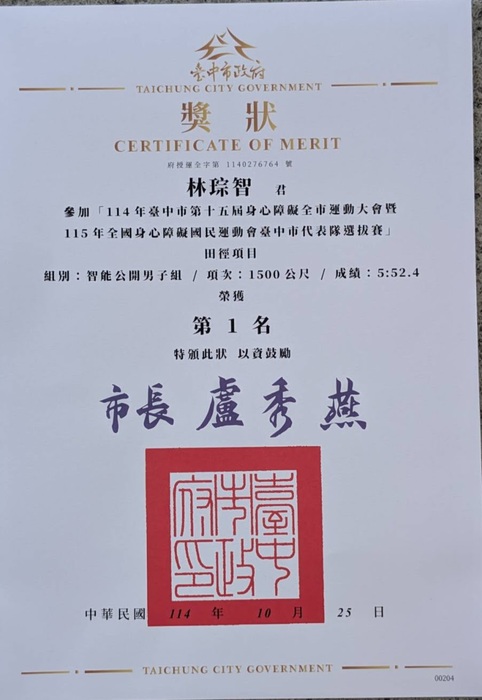 臺中市政府
TAICHUNG CITY GOVERNMENT
獎狀
CERTIFICATE OF MERIT
府授運全字第 1140276764 號
林琮智 君
參加「114年臺中市第十五屆身心障礙全市運動大會暨
115年全國身心障礙國民運動會臺中市代表隊選拔賽」
田徑項目
組別：智能公開男子組 / 項次：1500公尺 / 成績：5:52.4
榮獲
第 1 名
特頒此狀 以資鼓勵
市長 盧秀燕
臺中市政府印
中華民國 114 年 10 月 25 日
TAICHUNG CITY GOVERNMENT
00204